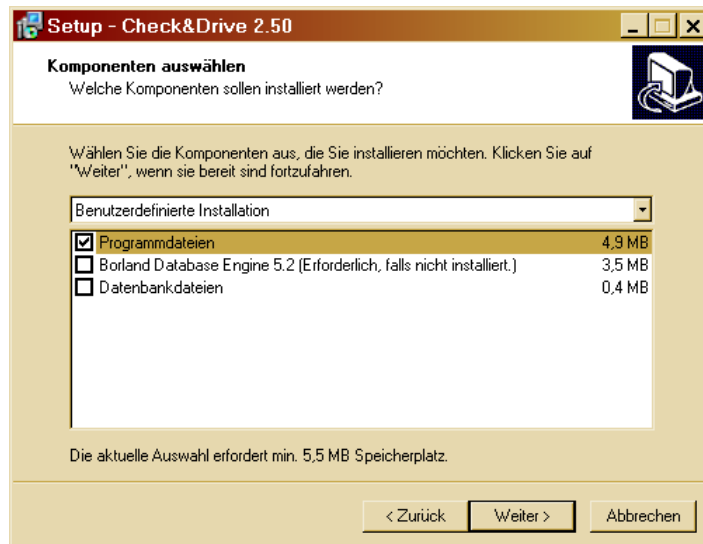 Setup - Check&Drive 2.50
Komponenten auswählen
Welche Komponenten sollen installiert werden?
Wählen Sie die Komponenten aus, die Sie installieren möchten. Klicken Sie auf
"Weiter", wenn sie bereit sind fortzufahren.
Benutzerdefinierte Installation
Programmdateien 4,9 MB
Borland Database Engine 5.2 (Erforderlich, falls nicht installiert.) 3,5 MB
Datenbankdateien 0,4 MB
Die aktuelle Auswahl erfordert min. 5,5 MB Speicherplatz.
< Zurück Weiter > Abbrechen